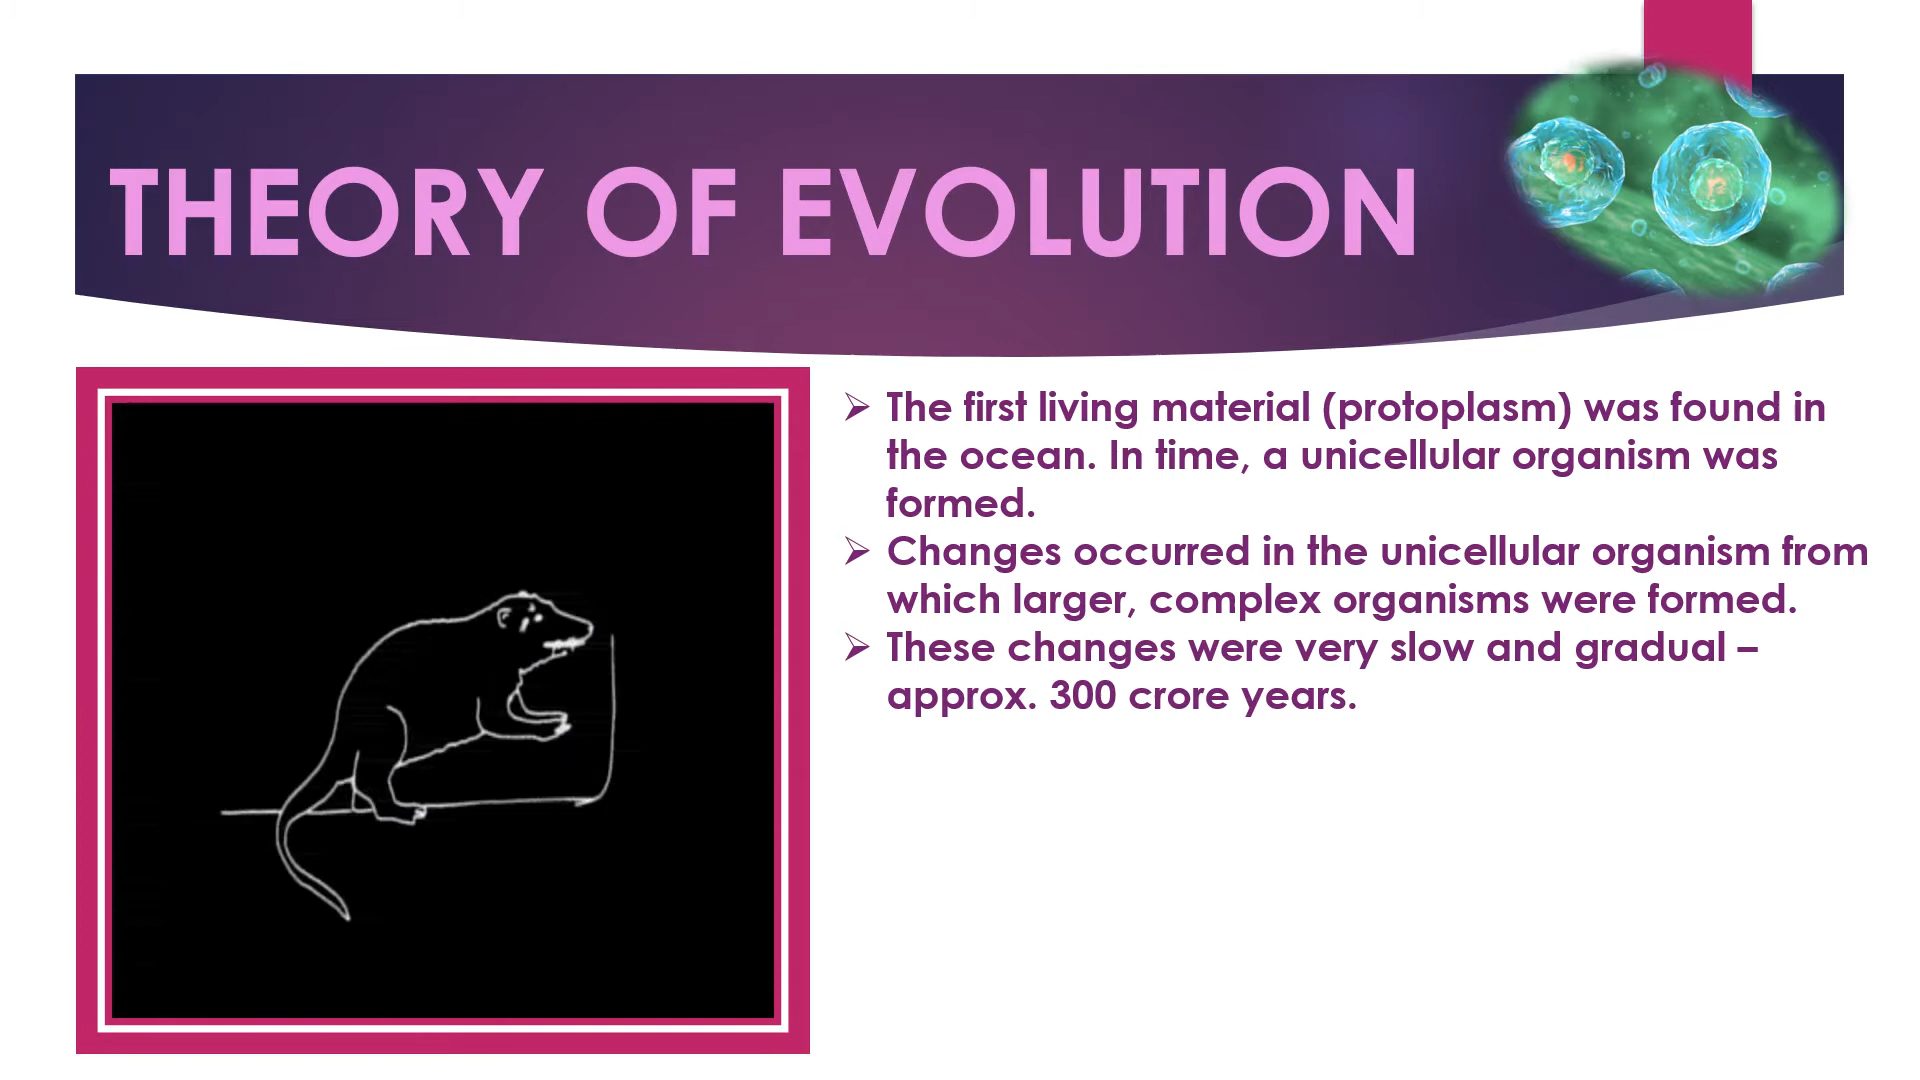 THEORY OF EVOLUTION
➢ The first living material (protoplasm) was found in
the ocean. In time, a unicellular organism was
formed.
➢ Changes occurred in the unicellular organism from
which larger, complex organisms were formed.
➢ These changes were very slow and gradual –
approx. 300 crore years.